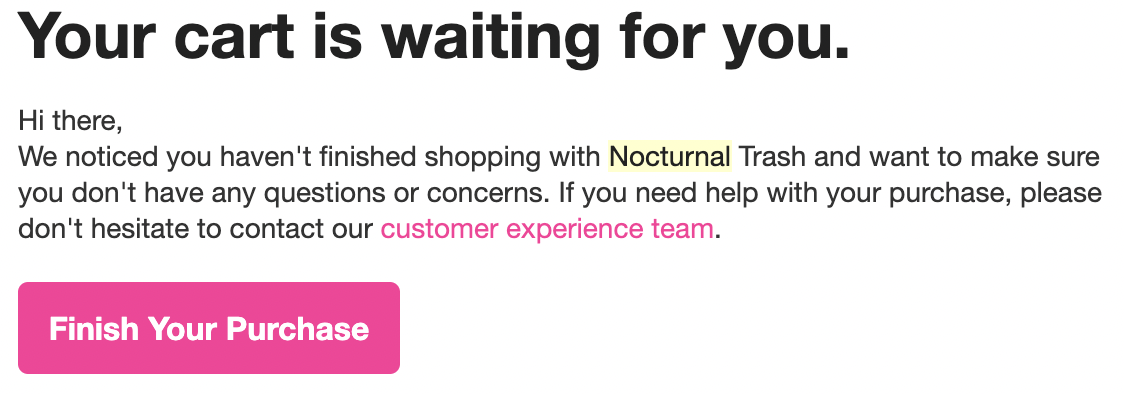 Your cart is waiting for you.
Hi there,
We noticed you haven't finished shopping with Nocturnal Trash and want to make sure
you don't have any questions or concerns. If you need help with your purchase, please
don't hesitate to contact our customer experience team.
Finish Your Purchase